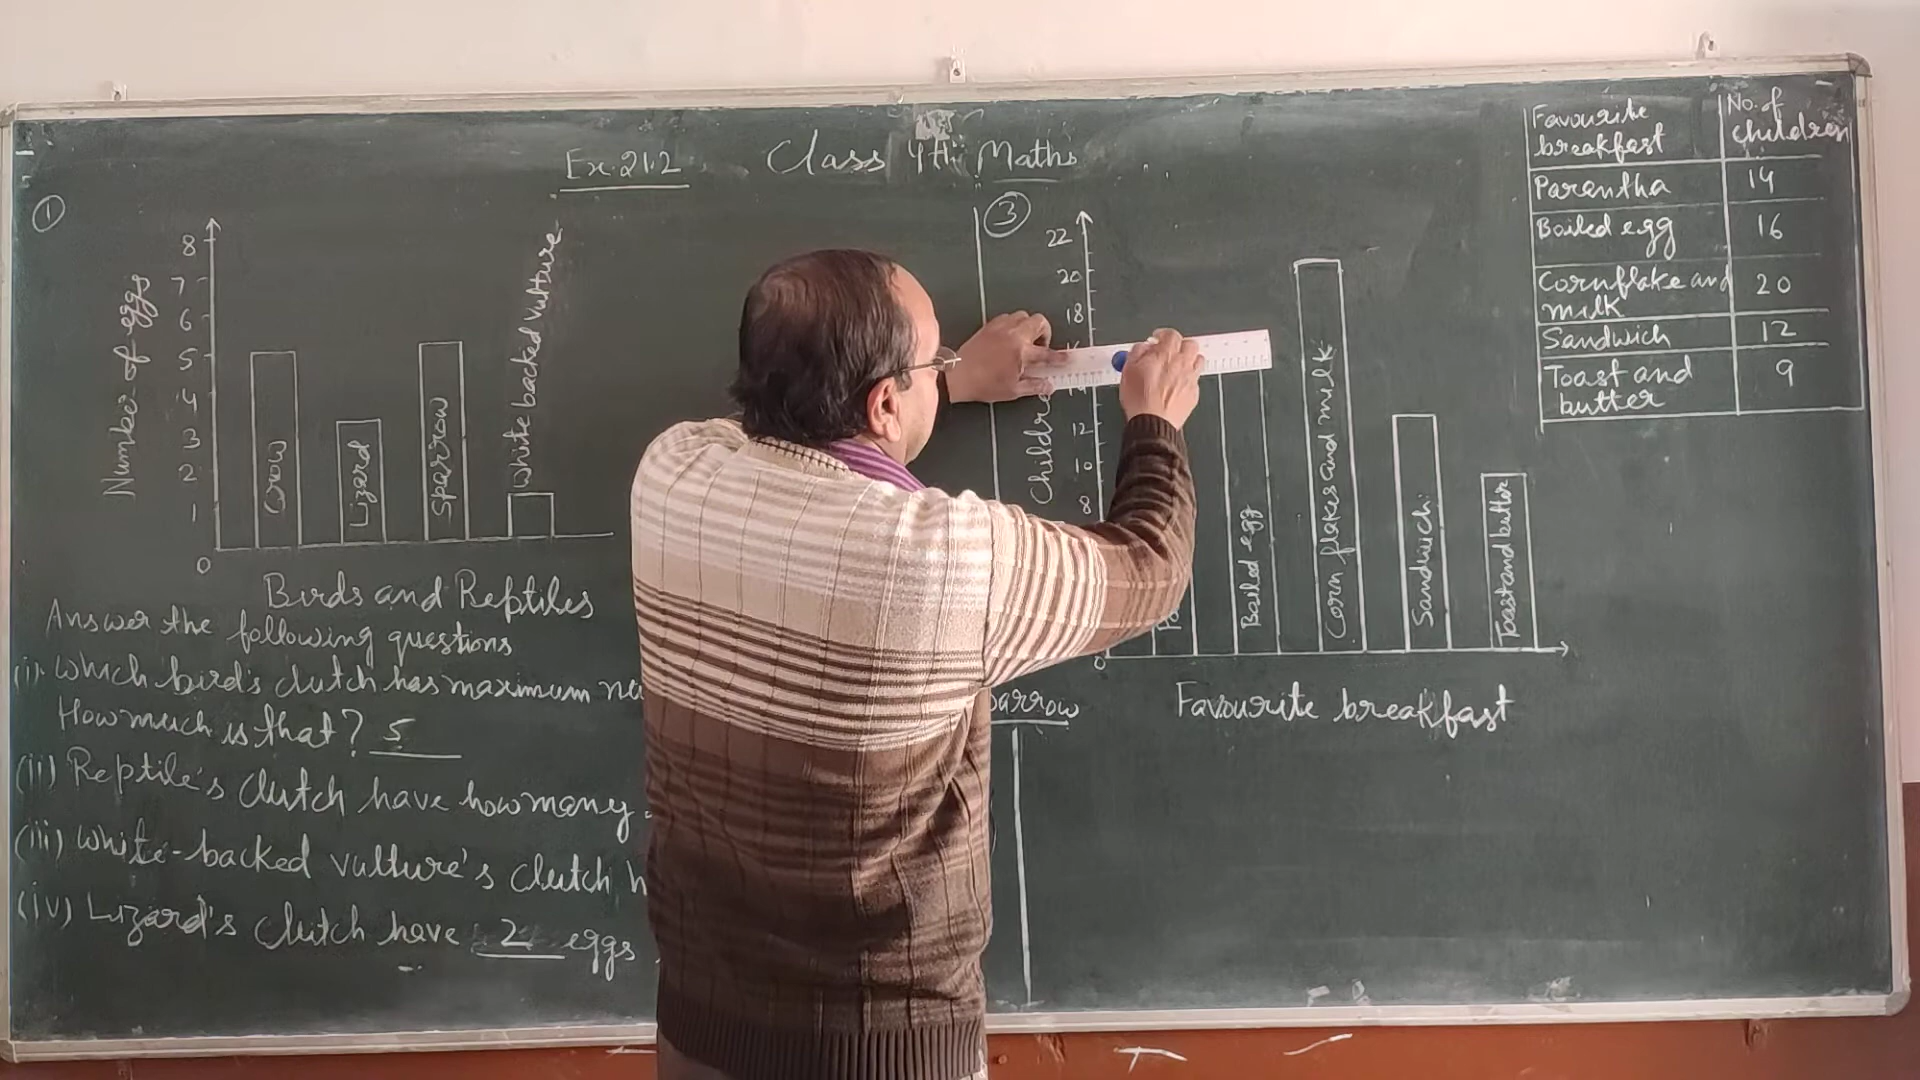 Ex.21.2
Class 4th Maths
①
8
7
6
5
4
3
2
1
0
Number of eggs
Crow
Lizard
Sparrow
White backed vulture
Birds and Reptiles
Answer the following questions
(i). Which bird's clutch has maximum
How much is that? 5
(ii) Reptile's clutch have how many
(iii) White-backed vulture's clutch
(iv) Lizard's clutch have 2 eggs
③
22
20
18
12
10
8
0
Children
Boiled egg
Corn flakes and milk
Sandwich
Toast and butter
Favourite breakfast
Favourite breakfast No. of children
Parantha 14
Boiled egg 16
Cornflake and milk 20
Sandwich 12
Toast and butter 9